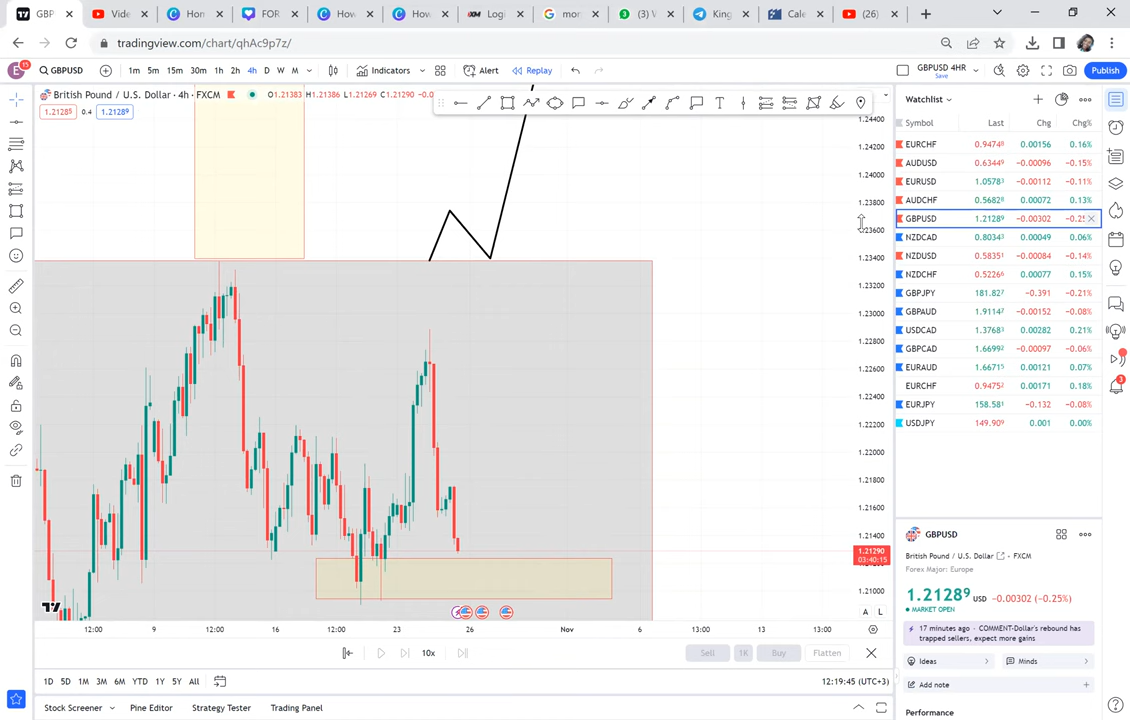 GBP
Vide
Hon
FOR
How
How
Logi
mon
(3) V
King
Cale
(26)
tradingview.com/chart/qhAc9p7z/
E 15 GBPUSD 1m 5m 15m 30m 1h 2h 4h D W M Indicators Alert Replay GBPUSD 4HR Save Publish
British Pound / U.S. Dollar · 4h · FXCM O1.21383 H1.21386 L1.21269 C1.21290
1.21285 0.4 1.21289
1.24400
1.24200
1.24000
1.23800
1.23600
1.23400
1.23200
1.23000
1.22800
1.22600
1.22400
1.22200
1.22000
1.21800
1.21600
1.21400
1.21290
03:40:15
1.21000
A L
12:00 9 12:00 16 12:00 23 26 Nov 6 13:00 13 13:00
10x Sell 1K Buy Flatten
1D 5D 1M 3M 6M YTD 1Y 5Y All 12:19:45 (UTC+3)
Stock Screener Pine Editor Strategy Tester Trading Panel
Watchlist
Symbol Last Chg Chg%
EURCHF 0.94748 0.00156 0.16%
AUDUSD 0.63449 −0.00096 −0.15%
EURUSD 1.05783 −0.00112 −0.11%
AUDCHF 0.56828 0.00072 0.13%
GBPUSD 1.21289 −0.00302 −0.25
NZDCAD 0.80343 0.00049 0.06%
NZDUSD 0.58351 −0.00084 −0.14%
NZDCHF 0.52266 0.00077 0.15%
GBPJPY 181.827 −0.391 −0.21%
GBPAUD 1.91147 −0.00152 −0.08%
USDCAD 1.37683 0.00282 0.21%
GBPCAD 1.66992 −0.00097 −0.06%
EURAUD 1.66715 0.00121 0.07%
EURCHF 0.94752 0.00171 0.18%
EURJPY 158.581 −0.132 −0.08%
USDJPY 149.909 0.001 0.00%
GBPUSD
British Pound / U.S. Dollar · FXCM
Forex Major: Europe
1.21289 USD −0.00302 (−0.25%)
MARKET OPEN
17 minutes ago · COMMENT-Dollar's rebound has
trapped sellers, expect more gains
Ideas Minds
Add note
Performance
3